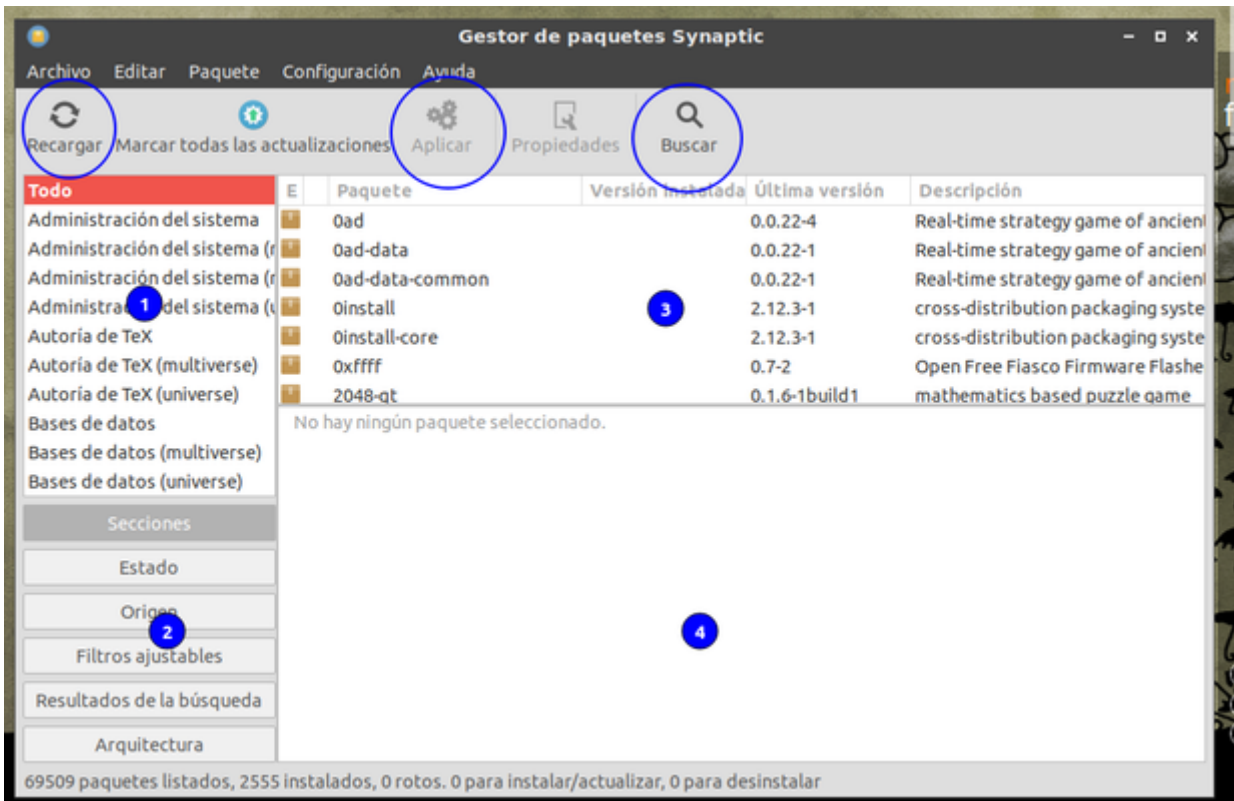 Gestor de paquetes Synaptic
Archivo Editar Paquete Configuración Ayuda
Recargar Marcar todas las actualizaciones Aplicar Propiedades Buscar
Todo
Administración del sistema
Administración del sistema (r
Administración del sistema (r
Administración del sistema (u
Autoría de TeX
Autoría de TeX (multiverse)
Autoría de TeX (universe)
Bases de datos
Bases de datos (multiverse)
Bases de datos (universe)
1
Secciones
Estado
Origen
Filtros ajustables
Resultados de la búsqueda
Arquitectura
2
E Paquete Versión instalada Última versión Descripción
0ad 0.0.22-4 Real-time strategy game of ancient
0ad-data 0.0.22-1 Real-time strategy game of ancient
0ad-data-common 0.0.22-1 Real-time strategy game of ancient
0install 2.12.3-1 cross-distribution packaging syste
0install-core 2.12.3-1 cross-distribution packaging syste
0xffff 0.7-2 Open Free Fiasco Firmware Flashe
2048-qt 0.1.6-1build1 mathematics based puzzle game
3
No hay ningún paquete seleccionado.
4
69509 paquetes listados, 2555 instalados, 0 rotos. 0 para instalar/actualizar, 0 para desinstalar